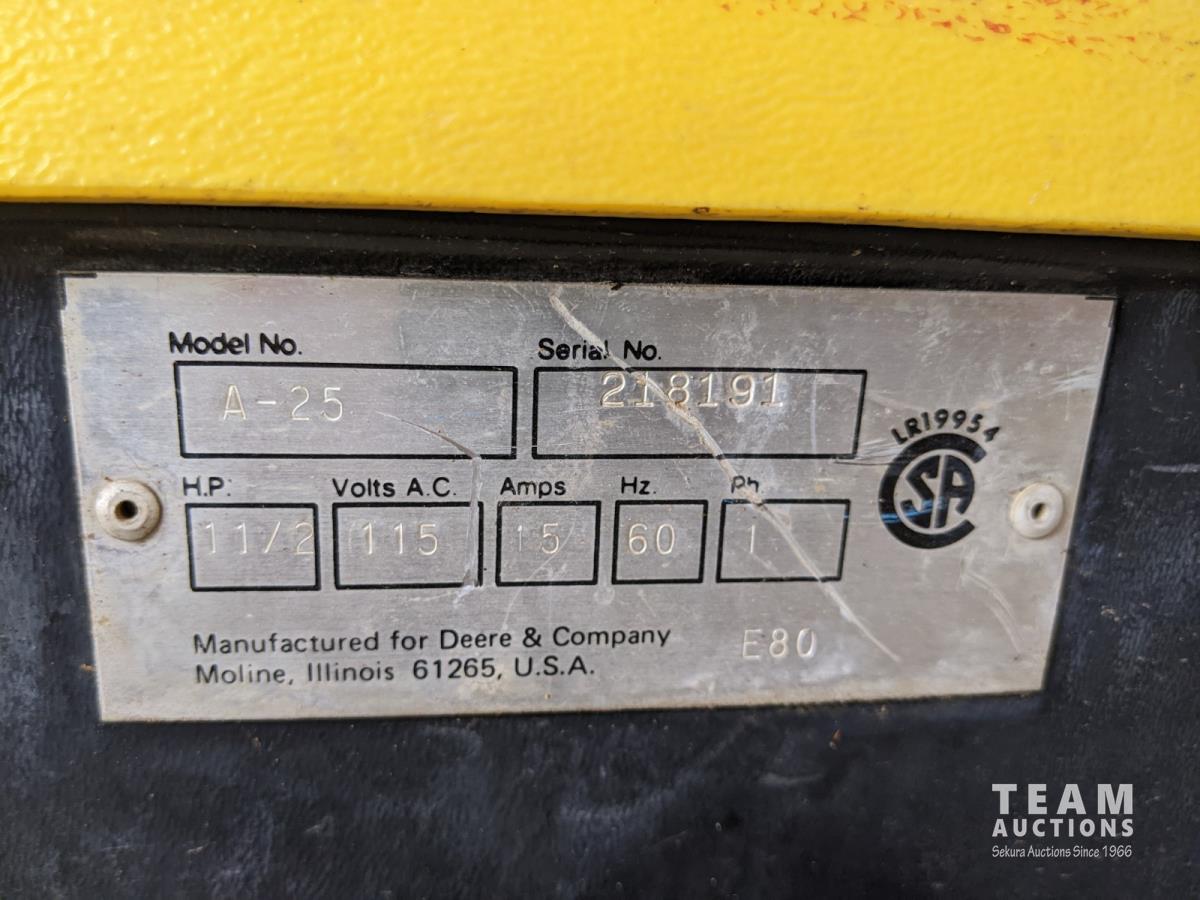 Model No. Serial No.
A-25 218191
LR19954
CSA
H.P. Volts A.C. Amps Hz. Ph
11/2 115 15 60 1
Manufactured for Deere & Company E80
Moline, Illinois 61265, U.S.A.
TEAM
AUCTIONS
Sekura Auctions Since 1966